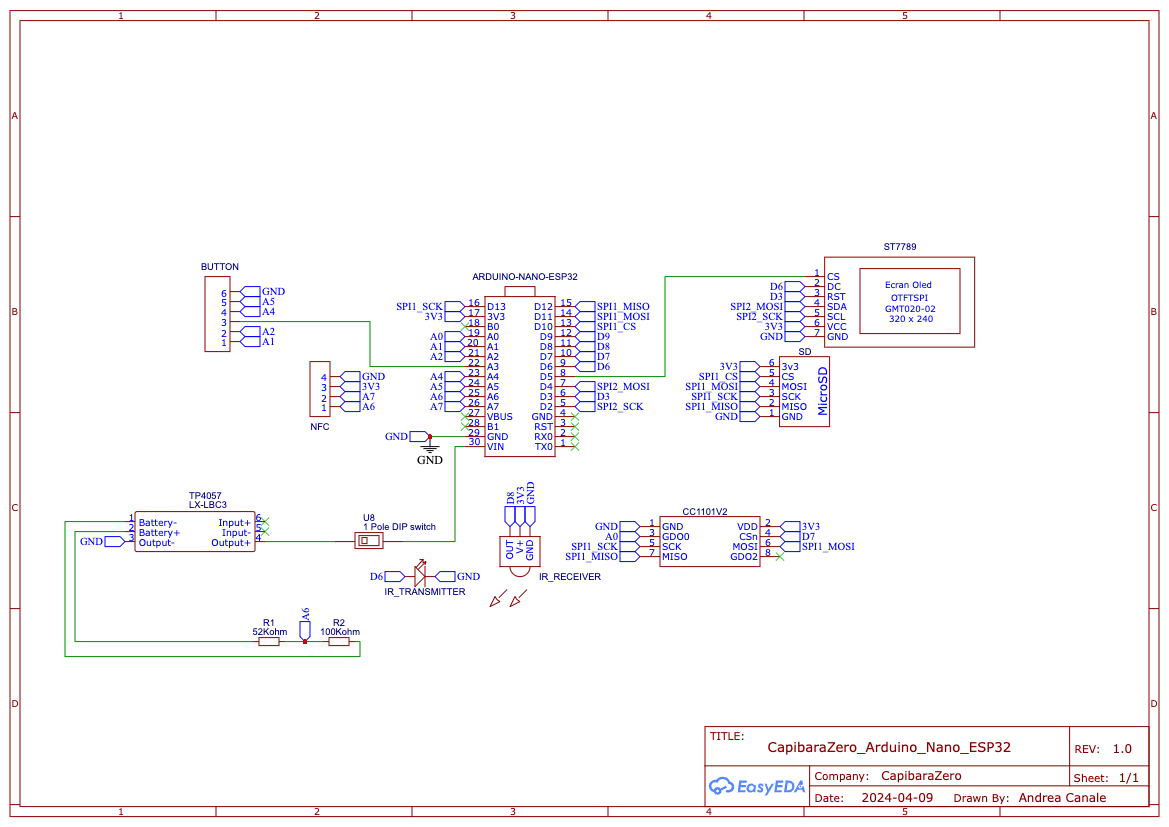 1 2 3 4 5
A A
B B
C C
D D
BUTTON
6 GND
5 A5
4 A4
3
2 A2
1 A1
NFC
4 GND
3 3V3
2 A7
1 A6
ARDUINO-NANO-ESP32
SPI1_SCK 16 D13 D12 15 SPI1_MISO
3V3 17 3V3 D11 14 SPI1_MOSI
18 B0 D10 13 SPI1_CS
A0 19 A0 D9 12 D9
A1 20 A1 D8 11 D8
A2 21 A2 D7 10 D7
22 A3 D6 9 D6
A4 23 A4 D5 8
A5 24 A5 D4 7 SPI2_MOSI
A6 25 A6 D3 6 D3
A7 26 A7 D2 5 SPI2_SCK
27 VBUS GND 4
28 B1 RST 3
GND 29 GND RX0 2
30 VIN TX0 1
GND
ST7789
1 CS
D6 2 DC
D3 3 RST
SPI2_MOSI 4 SDA
SPI2_SCK 5 SCL
3V3 6 VCC
GND 7 GND
Ecran Oled
OTFTSPI
GMT020-02
320 x 240
SD
3V3 6 3v3
SPI1_CS 5 CS
SPI1_MOSI 4 MOSI
SPI1_SCK 3 SCK
SPI1_MISO 2 MISO
GND 1 GND
MicroSD
TP4057
LX-LBC3
1 Battery- Input+ 6
2 Battery+ Input- 5
GND 3 Output- Output+ 4
U8
1 Pole DIP switch
D6 GND
IR_TRANSMITTER
D8 3V3 GND
OUT V+ GND
IR_RECEIVER
CC1101V2
GND 1 GND VDD 2 3V3
A0 3 GDO0 CSn 4 D7
SPI1_SCK 5 SCK MOSI 6 SPI1_MOSI
SPI1_MISO 7 MISO GDO2 8
R1
52Kohm
A6
R2
100Kohm
TITLE:
CapibaraZero_Arduino_Nano_ESP32
REV: 1.0
EasyEDA
Company: CapibaraZero
Sheet: 1/1
Date: 2024-04-09 Drawn By: Andrea Canale
1 2 3 4 5